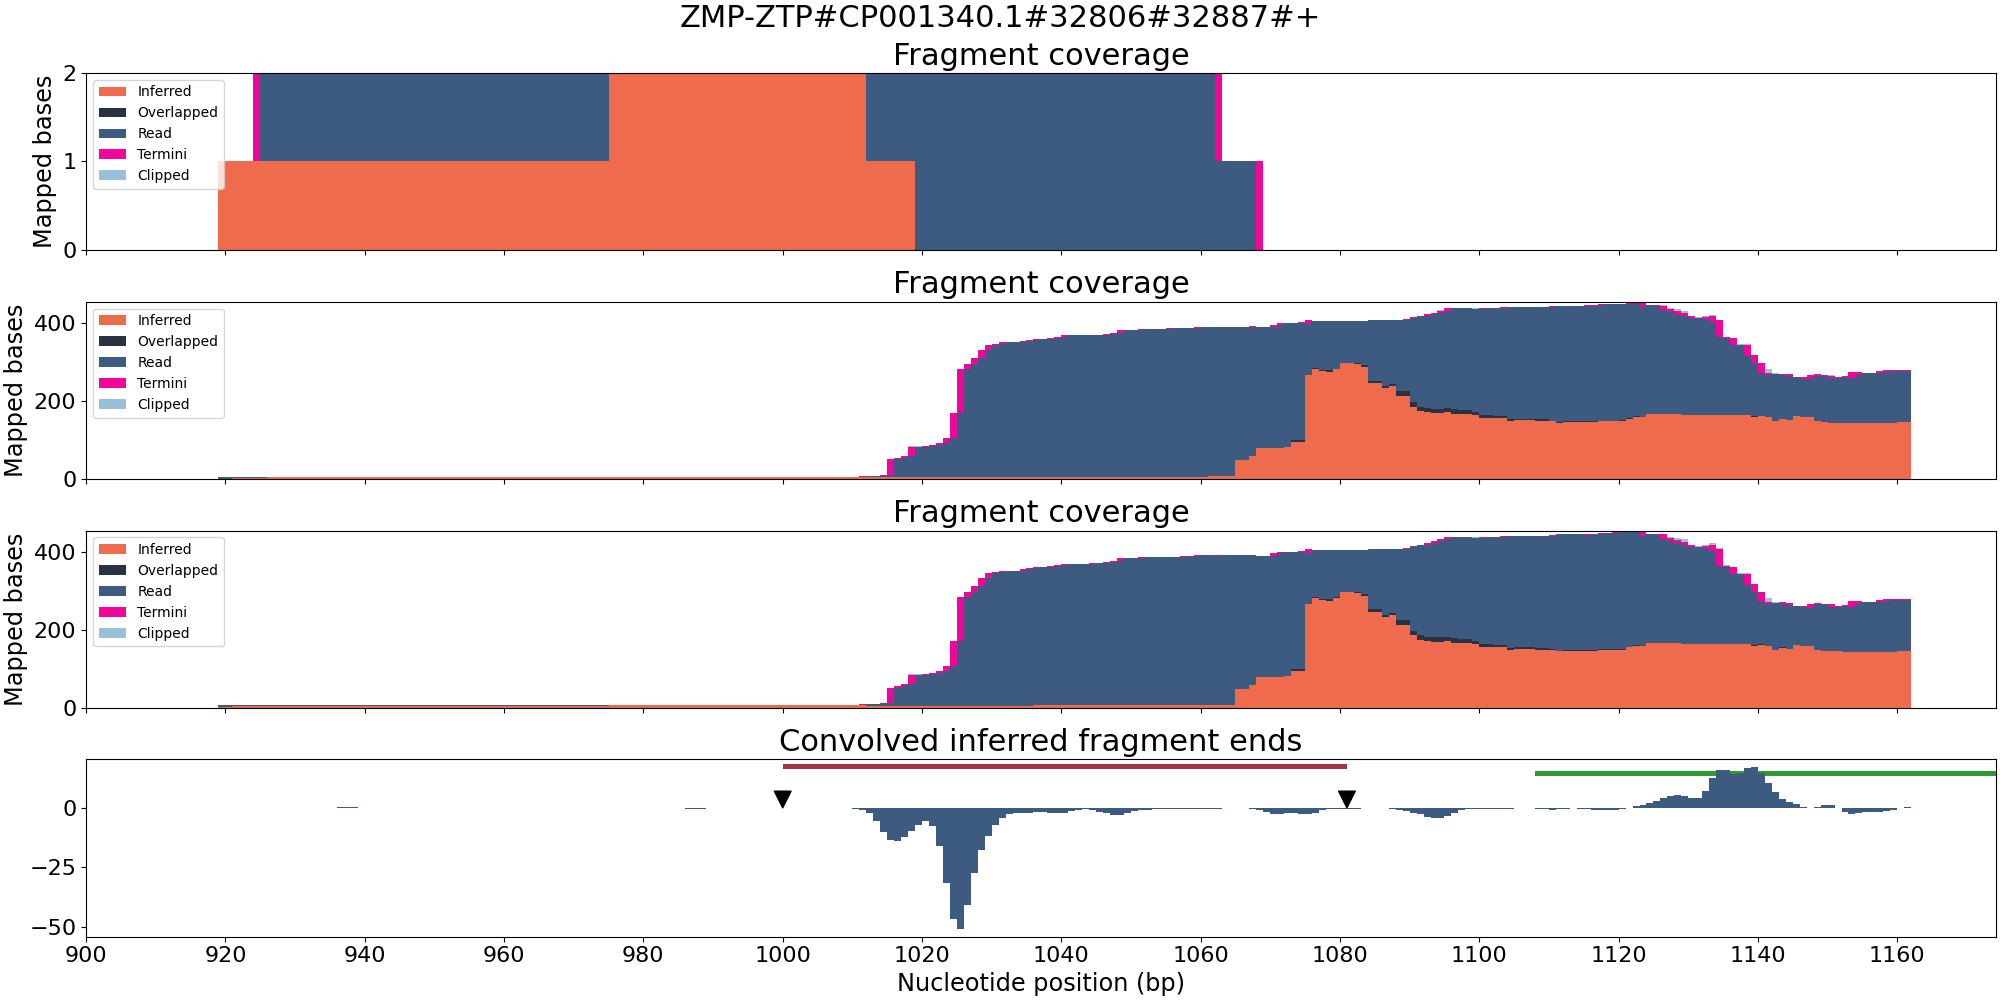 ZMP-ZTP#CP001340.1#32806#32887#+
Fragment coverage
Mapped bases
2
1
0
Inferred
Overlapped
Read
Termini
Clipped
Fragment coverage
Mapped bases
400
200
0
Inferred
Overlapped
Read
Termini
Clipped
Fragment coverage
Mapped bases
400
200
0
Inferred
Overlapped
Read
Termini
Clipped
Convolved inferred fragment ends
0
−25
−50
900 920 940 960 980 1000 1020 1040 1060 1080 1100 1120 1140 1160
Nucleotide position (bp)